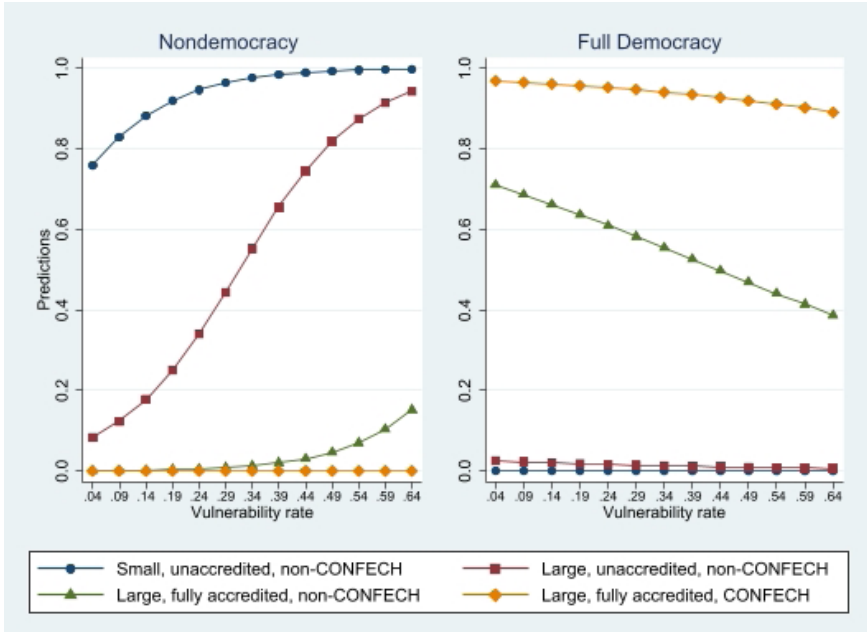 Nondemocracy
Full Democracy
Predictions
1.0
0.8
0.6
0.4
0.2
0.0
.04 .09 .14 .19 .24 .29 .34 .39 .44 .49 .54 .59 .64
Vulnerability rate
1.0
0.8
0.6
0.4
0.2
0.0
.04 .09 .14 .19 .24 .29 .34 .39 .44 .49 .54 .59 .64
Vulnerability rate
Small, unaccredited, non-CONFECH
Large, unaccredited, non-CONFECH
Large, fully accredited, non-CONFECH
Large, fully accredited, CONFECH